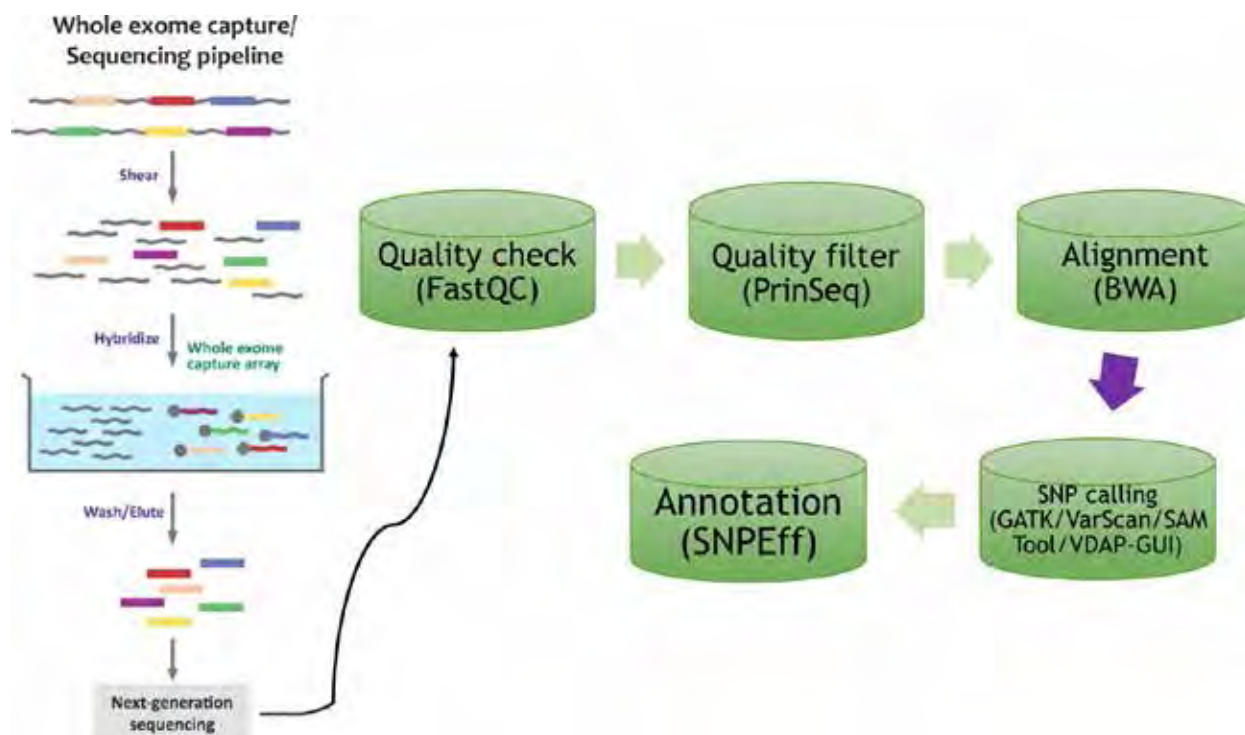 Whole exome capture/
Sequencing pipeline
Shear
Hybridize
Whole exome
capture array
Wash/Elute
Next-generation
sequencing
Quality check
(FastQC)
Quality filter
(PrinSeq)
Alignment
(BWA)
SNP calling
(GATK/VarScan/SAM
Tool/VDAP-GUI)
Annotation
(SNPEff)